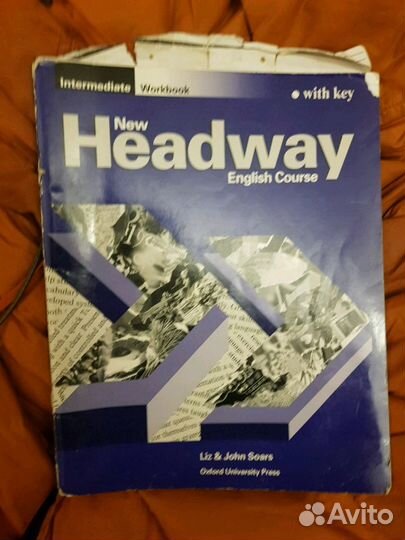 Intermediate Workbook
with key
New
Headway
English Course
Liz & John Soars
Oxford University Press
Avito